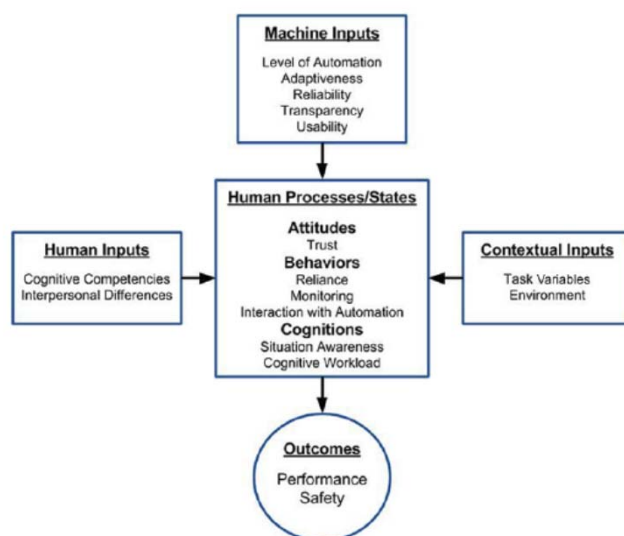 Machine Inputs
Level of Automation
Adaptiveness
Reliability
Transparency
Usability
Human Inputs
Cognitive Competencies
Interpersonal Differences
Human Processes/States
Attitudes
Trust
Behaviors
Reliance
Monitoring
Interaction with Automation
Cognitions
Situation Awareness
Cognitive Workload
Contextual Inputs
Task Variables
Environment
Outcomes
Performance
Safety